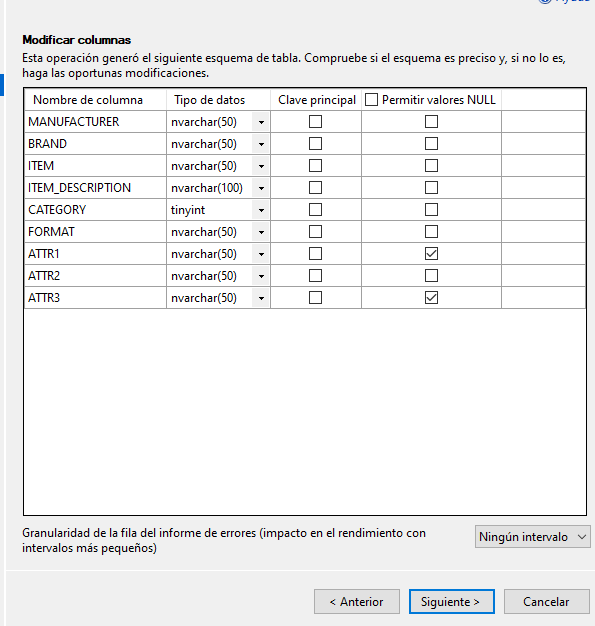 Modificar columnas
Esta operación generó el siguiente esquema de tabla. Compruebe si el esquema es preciso y, si no lo es,
haga las oportunas modificaciones.
Nombre de columna Tipo de datos Clave principal Permitir valores NULL
MANUFACTURER nvarchar(50)
BRAND nvarchar(50)
ITEM nvarchar(50)
ITEM_DESCRIPTION nvarchar(100)
CATEGORY tinyint
FORMAT nvarchar(50)
ATTR1 nvarchar(50)
ATTR2 nvarchar(50)
ATTR3 nvarchar(50)
Granularidad de la fila del informe de errores (impacto en el rendimiento con
intervalos más pequeños)
Ningún intervalo
< Anterior Siguiente > Cancelar